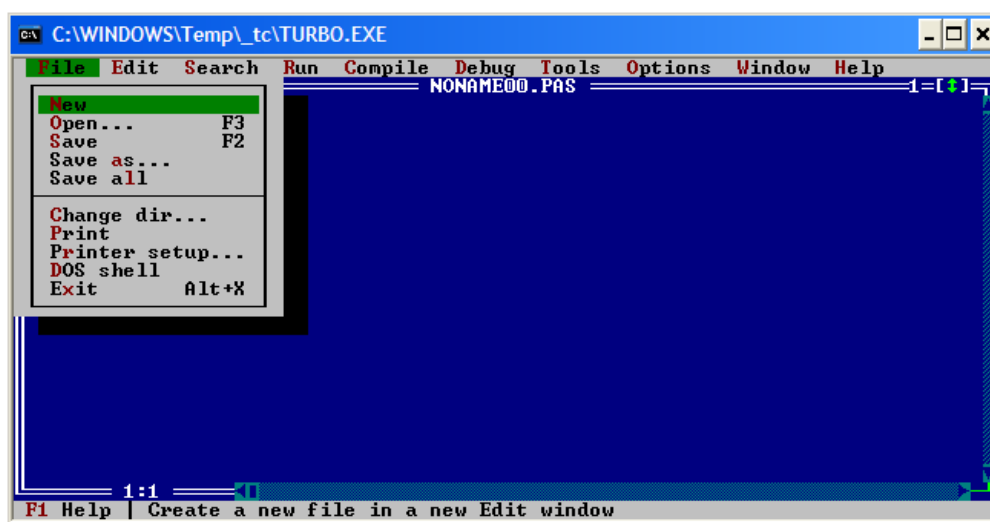 C:\WINDOWS\Temp\_tc\TURBO.EXE
File Edit Search Run Compile Debug Tools Options Window Help
NONAME00.PAS 1=[↕]
New
Open... F3
Save F2
Save as...
Save all
Change dir...
Print
Printer setup...
DOS shell
Exit Alt+X
1:1
F1 Help | Create a new file in a new Edit window